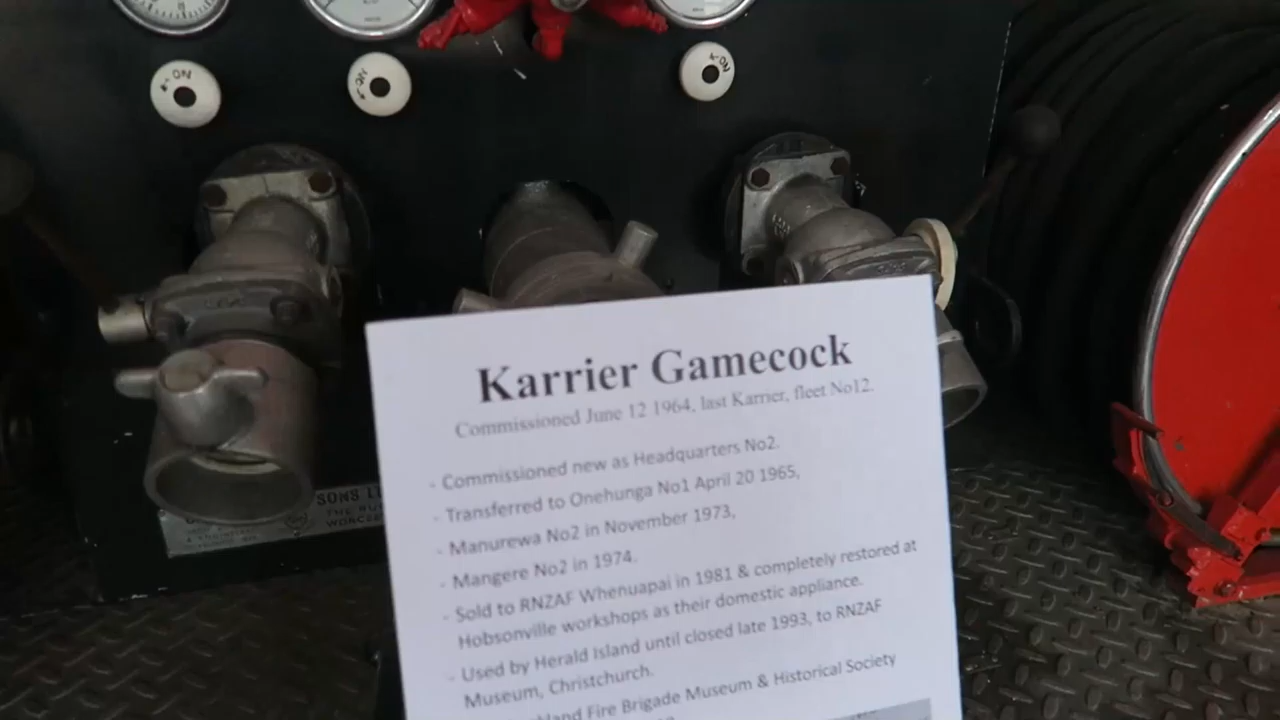 ON
ON
ON
Karrier Gamecock
Commissioned June 12 1964, last Karrier, fleet No12.
- Commissioned new as Headquarters No2.
- Transferred to Onehunga No1 April 20 1965,
- Manurewa No2 in November 1973,
- Mangere No2 in 1974.
- Sold to RNZAF Whenuapai in 1981 & completely restored at
Hobsonville workshops as their domestic appliance.
- Used by Herald Island until closed late 1993, to RNZAF
Museum, Christchurch.
Fire Brigade Museum & Historical Society
SONS